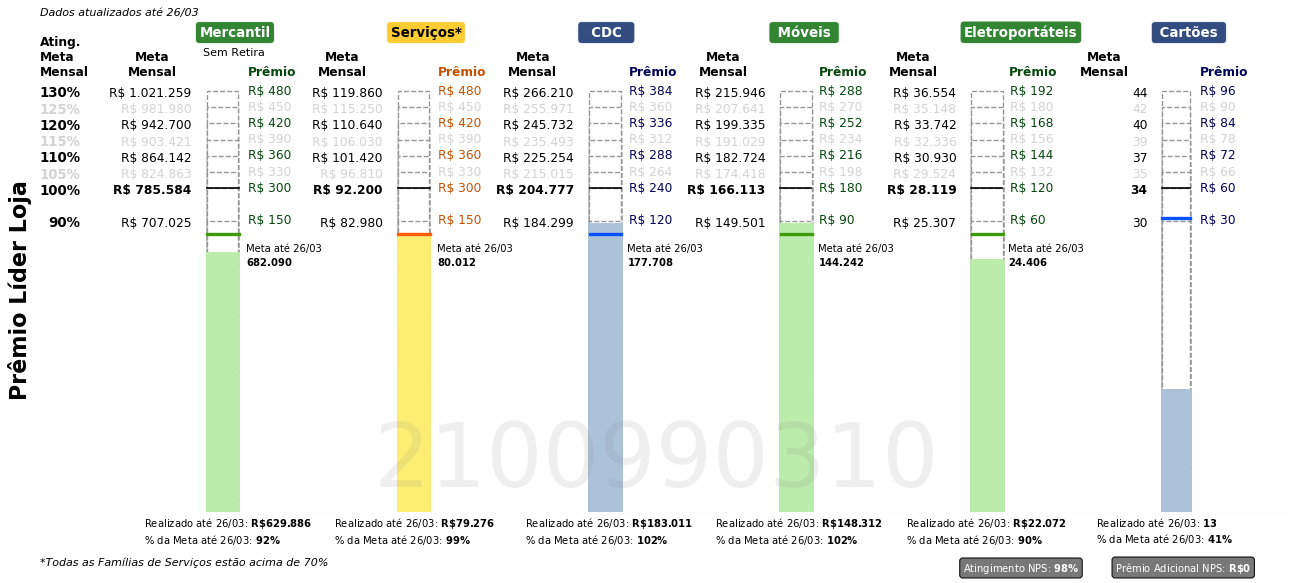 Dados atualizados até 26/03
Mercantil Serviços* CDC Móveis Eletroportáteis Cartões
Sem Retira
Ating. Meta Mensal
Meta Mensal Prêmio Meta Mensal Prêmio Meta Mensal Prêmio Meta Mensal Prêmio Meta Mensal Prêmio Meta Mensal Prêmio
130% R$ 1.021.259 R$ 480 R$ 119.860 R$ 480 R$ 266.210 R$ 384 R$ 215.946 R$ 288 R$ 36.554 R$ 192 44 R$ 96
125% R$ 981.980 R$ 450 R$ 115.250 R$ 450 R$ 255.971 R$ 360 R$ 207.641 R$ 270 R$ 35.148 R$ 180 42 R$ 90
120% R$ 942.700 R$ 420 R$ 110.640 R$ 420 R$ 245.732 R$ 336 R$ 199.335 R$ 252 R$ 33.742 R$ 168 40 R$ 84
115% R$ 903.421 R$ 390 R$ 106.030 R$ 390 R$ 235.493 R$ 312 R$ 191.029 R$ 234 R$ 32.336 R$ 156 39 R$ 78
110% R$ 864.142 R$ 360 R$ 101.420 R$ 360 R$ 225.254 R$ 288 R$ 182.724 R$ 216 R$ 30.930 R$ 144 37 R$ 72
105% R$ 824.863 R$ 330 R$ 96.810 R$ 330 R$ 215.015 R$ 264 R$ 174.418 R$ 198 R$ 29.524 R$ 132 35 R$ 66
100% R$ 785.584 R$ 300 R$ 92.200 R$ 300 R$ 204.777 R$ 240 R$ 166.113 R$ 180 R$ 28.119 R$ 120 34 R$ 60
90% R$ 707.025 R$ 150 R$ 82.980 R$ 150 R$ 184.299 R$ 120 R$ 149.501 R$ 90 R$ 25.307 R$ 60 30 R$ 30
Meta até 26/03 Meta até 26/03 Meta até 26/03 Meta até 26/03 Meta até 26/03
682.090 80.012 177.708 144.242 24.406
Prêmio Líder Loja
2100990310
Realizado até 26/03: R$629.886 Realizado até 26/03: R$79.276 Realizado até 26/03: R$183.011 Realizado até 26/03: R$148.312 Realizado até 26/03: R$22.072 Realizado até 26/03: 13
% da Meta até 26/03: 92% % da Meta até 26/03: 99% % da Meta até 26/03: 102% % da Meta até 26/03: 102% % da Meta até 26/03: 90% % da Meta até 26/03: 41%
*Todas as Famílias de Serviços estão acima de 70%
Atingimento NPS: 98% Prêmio Adicional NPS: R$0